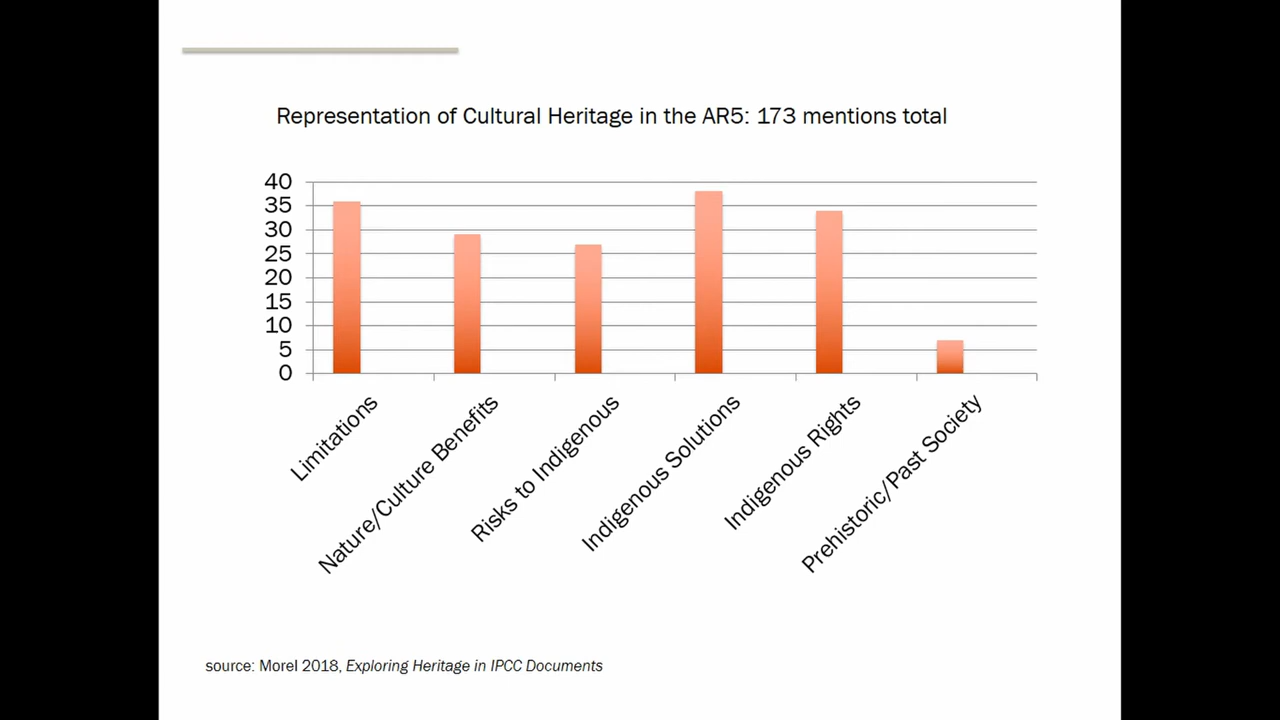 Representation of Cultural Heritage in the AR5: 173 mentions total
40
35
30
25
20
15
10
5
0
Limitations
Nature/Culture Benefits
Risks to Indigenous
Indigenous Solutions
Indigenous Rights
Prehistoric/Past Society
source: Morel 2018, Exploring Heritage in IPCC Documents